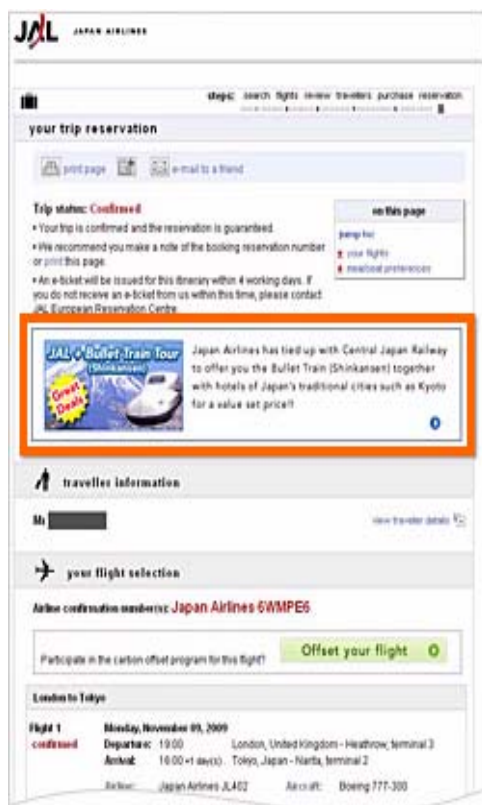 JAL JAPAN AIRLINES
steps: search flights review travellers purchase reservation
your trip reservation
print page e-mail to a friend
Trip status: Confirmed
• Your trip is confirmed and the reservation is guaranteed.
• We recommend you make a note of the booking reservation number
or print this page.
• An e-ticket will be issued for this itinerary within 4 working days. If
you do not receive an e-ticket from us within this time, please contact
JAL European Reservation Centre.
on this page
jump to:
your flights
meal/seat preferences
JAL + Bullet Train Tour
(Shinkansen)
Great
Deals
Japan Airlines has tied up with Central Japan Railway
to offer you the Bullet Train (Shinkansen) together
with hotels of Japan's traditional cities such as Kyoto
for a value set price!!
traveller information
Mr
view traveller details
your flight selection
Airline confirmation number(s): Japan Airlines 6WMPE6
Participate in the carbon offset program for this flight?
Offset your flight
London to Tokyo
Flight 1 Monday, November 09, 2009
confirmed Departure: 19:00 London, United Kingdom - Heathrow, terminal 3
Arrival: 16:00 +1 day(s) Tokyo, Japan - Narita, terminal 2
Airline: Japan Airlines JL402 Aircraft: Boeing 777-300